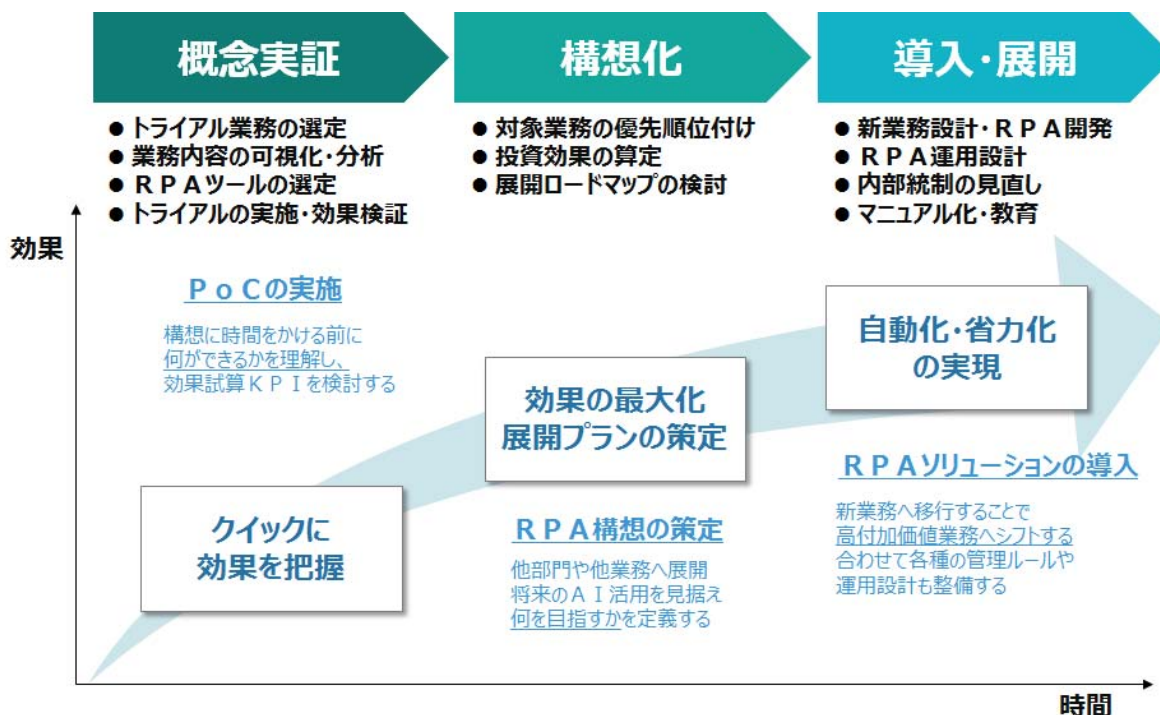 概念実証
構想化
導入・展開
● トライアル業務の選定
● 業務内容の可視化・分析
● ＲＰＡツールの選定
● トライアルの実施・効果検証
● 対象業務の優先順位付け
● 投資効果の算定
● 展開ロードマップの検討
● 新業務設計・ＲＰＡ開発
● ＲＰＡ運用設計
● 内部統制の見直し
● マニュアル化・教育
効果
ＰｏＣの実施
構想に時間をかける前に
何ができるかを理解し、
効果試算ＫＰＩを検討する
クイックに
効果を把握
効果の最大化
展開プランの策定
ＲＰＡ構想の策定
他部門や他業務へ展開
将来のＡＩ活用を見据え
何を目指すかを定義する
自動化・省力化
の実現
ＲＰＡソリューションの導入
新業務へ移行することで
高付加価値業務へシフトする
合わせて各種の管理ルールや
運用設計も整備する
時間